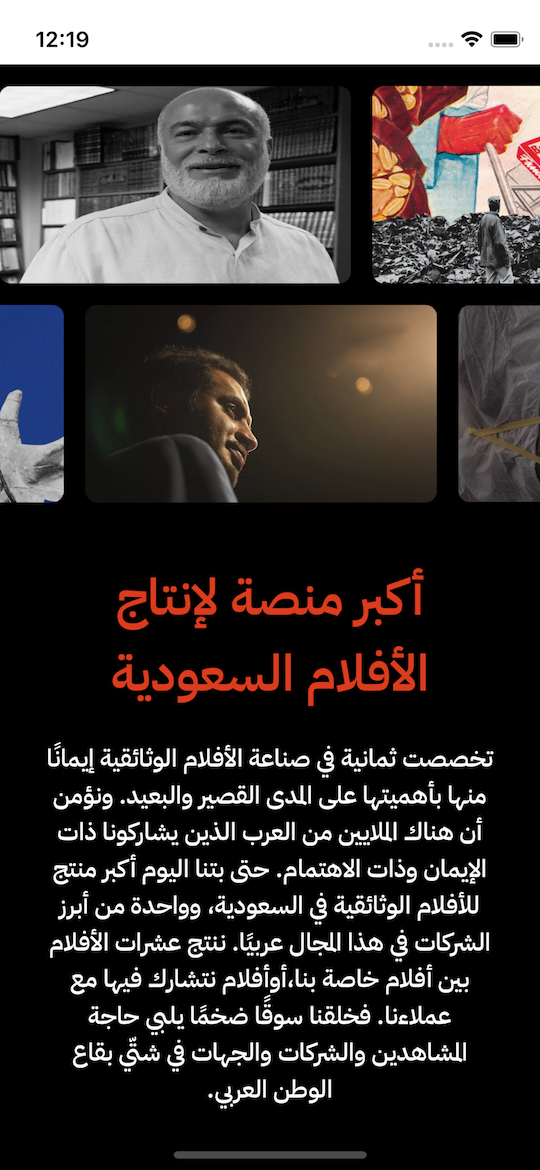 12:19
أكبر منصة لإنتاج
الأفلام السعودية
تخصصت ثمانية في صناعة الأفلام الوثائقية إيمانًا
منها بأهميتها على المدى القصير والبعيد. ونؤمن
أن هناك الملايين من العرب الذين يشاركونا ذات
الإيمان وذات الاهتمام. حتى بتنا اليوم أكبر منتج
للأفلام الوثائقية في السعودية، وواحدة من أبرز
الشركات في هذا المجال عربيًا. ننتج عشرات الأفلام
بين أفلام خاصة بنا،أوأفلام نتشارك فيها مع
عملاءنا. فخلقنا سوقًا ضخمًا يلبي حاجة
المشاهدين والشركات والجهات في شتّي بقاع
الوطن العربي.